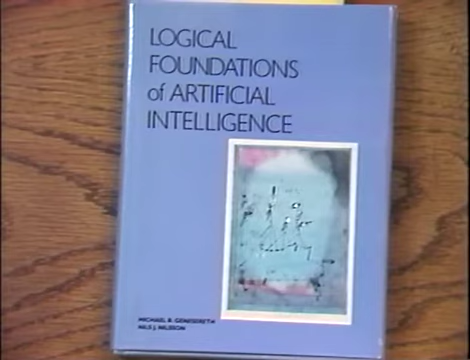 LOGICAL
FOUNDATIONS
of ARTIFICIAL
INTELLIGENCE
MICHAEL R. GENESERETH
NILS J. NILSSON